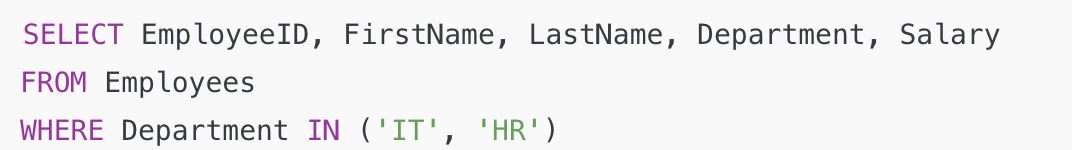 SELECT EmployeeID, FirstName, LastName, Department, Salary
FROM Employees
WHERE Department IN ('IT', 'HR')